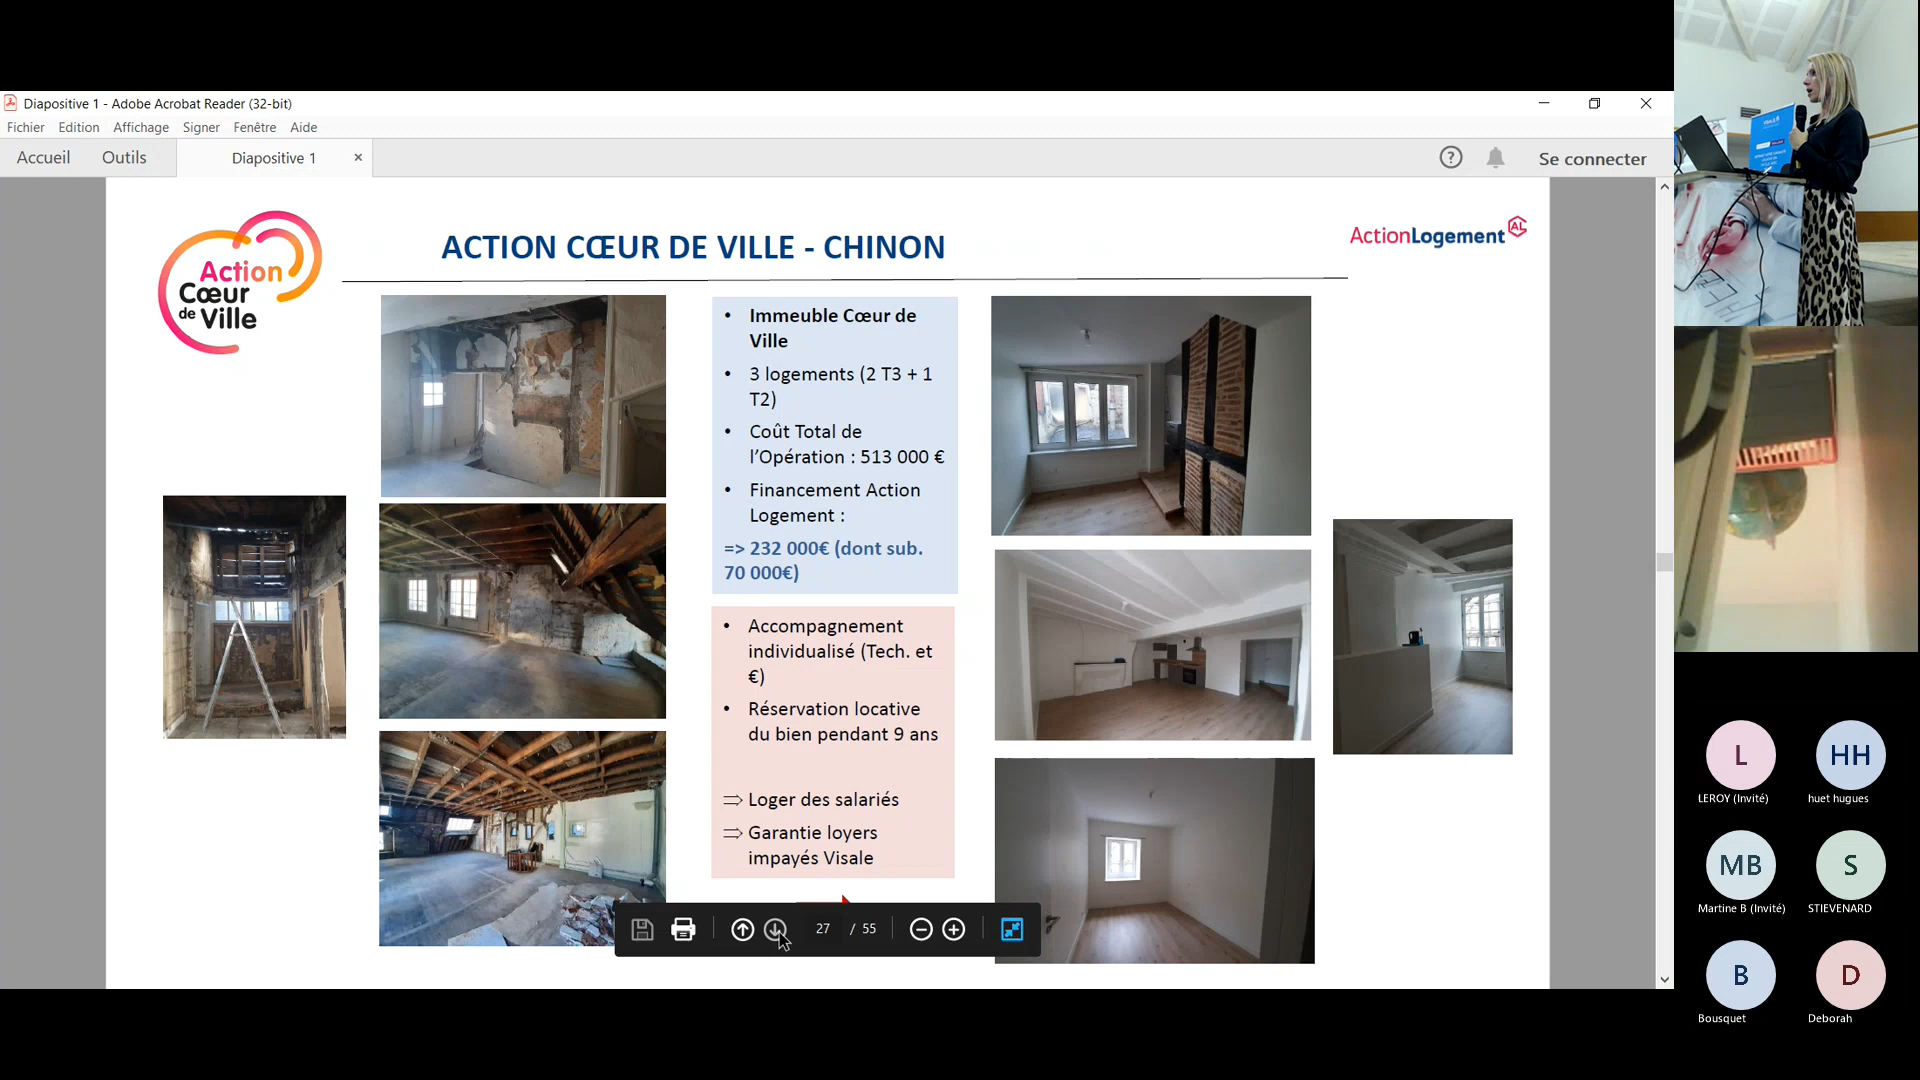 Diapositive 1 - Adobe Acrobat Reader (32-bit)
Fichier Edition Affichage Signer Fenêtre Aide
Accueil Outils Diapositive 1
Se connecter
Action
Cœur
de Ville
ACTION CŒUR DE VILLE - CHINON
ActionLogement
AL
• Immeuble Cœur de
Ville
• 3 logements (2 T3 + 1
T2)
• Coût Total de
l'Opération : 513 000 €
• Financement Action
Logement :
=> 232 000€ (dont sub.
70 000€)
• Accompagnement
individualisé (Tech. et
€)
• Réservation locative
du bien pendant 9 ans
⇒ Loger des salariés
⇒ Garantie loyers
impayés Visale
27 / 55
L
LEROY (Invité)
HH
huet hugues
MB
Martine B (Invité)
S
STIEVENARD
B
Bousquet
D
Deborah